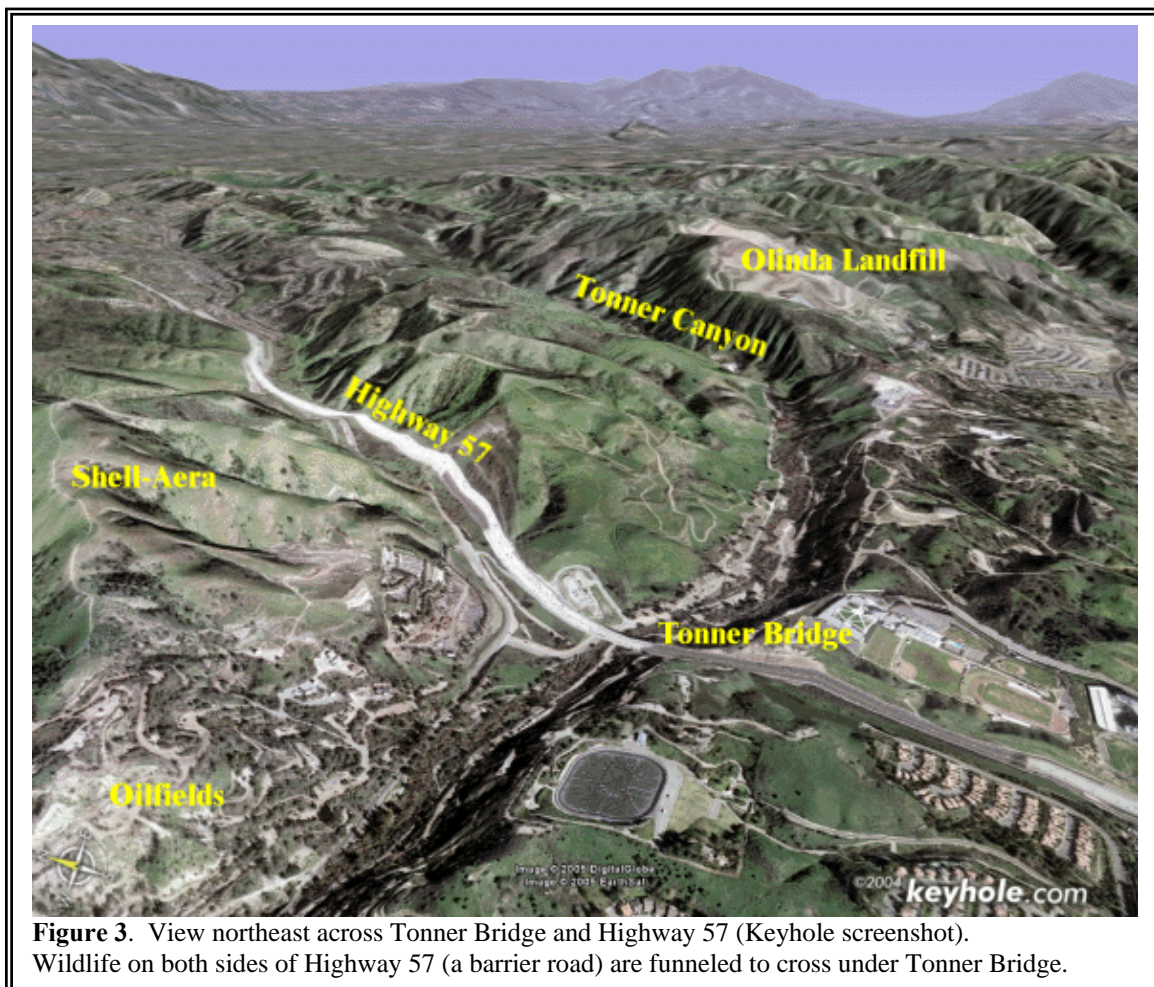 Olinda Landfill
Tonner Canyon
Highway 57
Shell-Aera
Tonner Bridge
Oilfields
Image © 2005 DigitalGlobe
Image © 2005 EarthSat
©2004 keyhole.com
Figure 3. View northeast across Tonner Bridge and Highway 57 (Keyhole screenshot).
Wildlife on both sides of Highway 57 (a barrier road) are funneled to cross under Tonner Bridge.